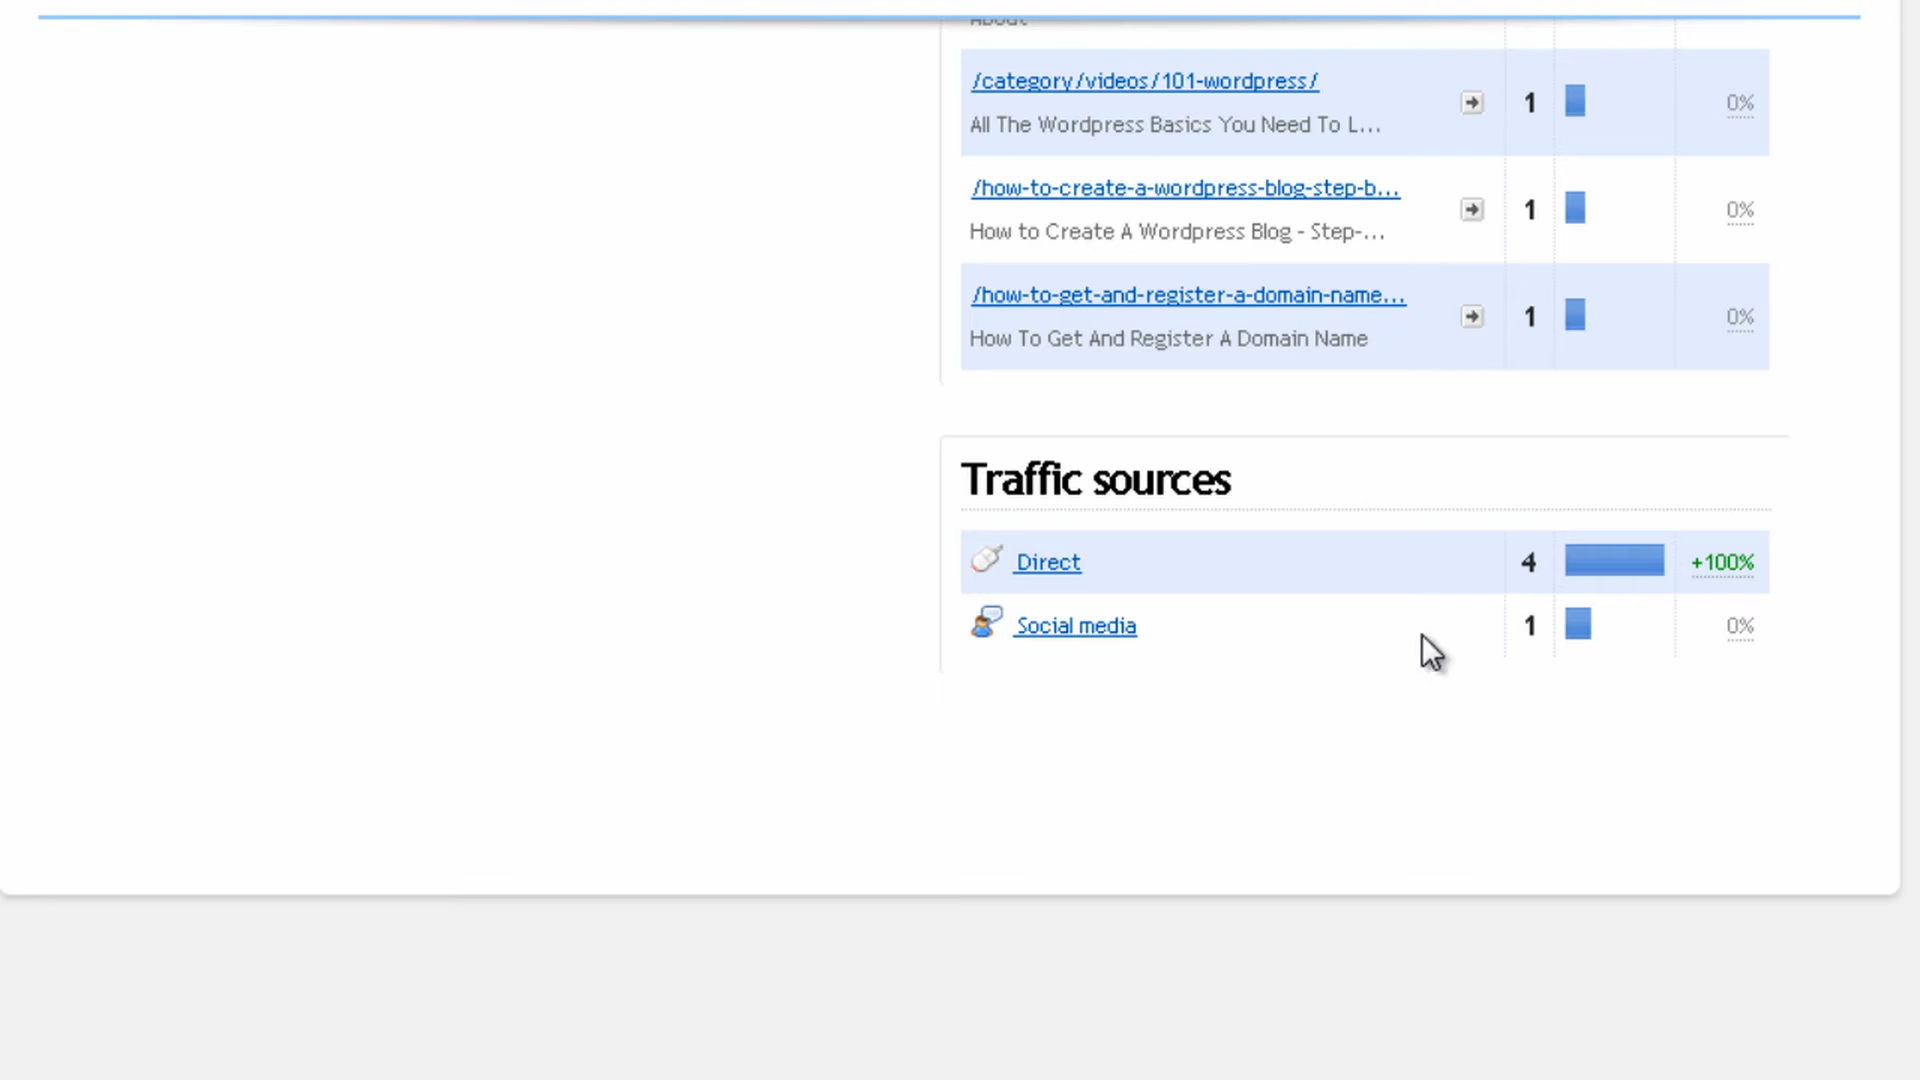 About
/category/videos/101-wordpress/
All The Wordpress Basics You Need To L...
1
0%
/how-to-create-a-wordpress-blog-step-b...
How to Create A Wordpress Blog - Step-...
1
0%
/how-to-get-and-register-a-domain-name...
How To Get And Register A Domain Name
1
0%
Traffic sources
Direct 4 +100%
Social media 1 0%